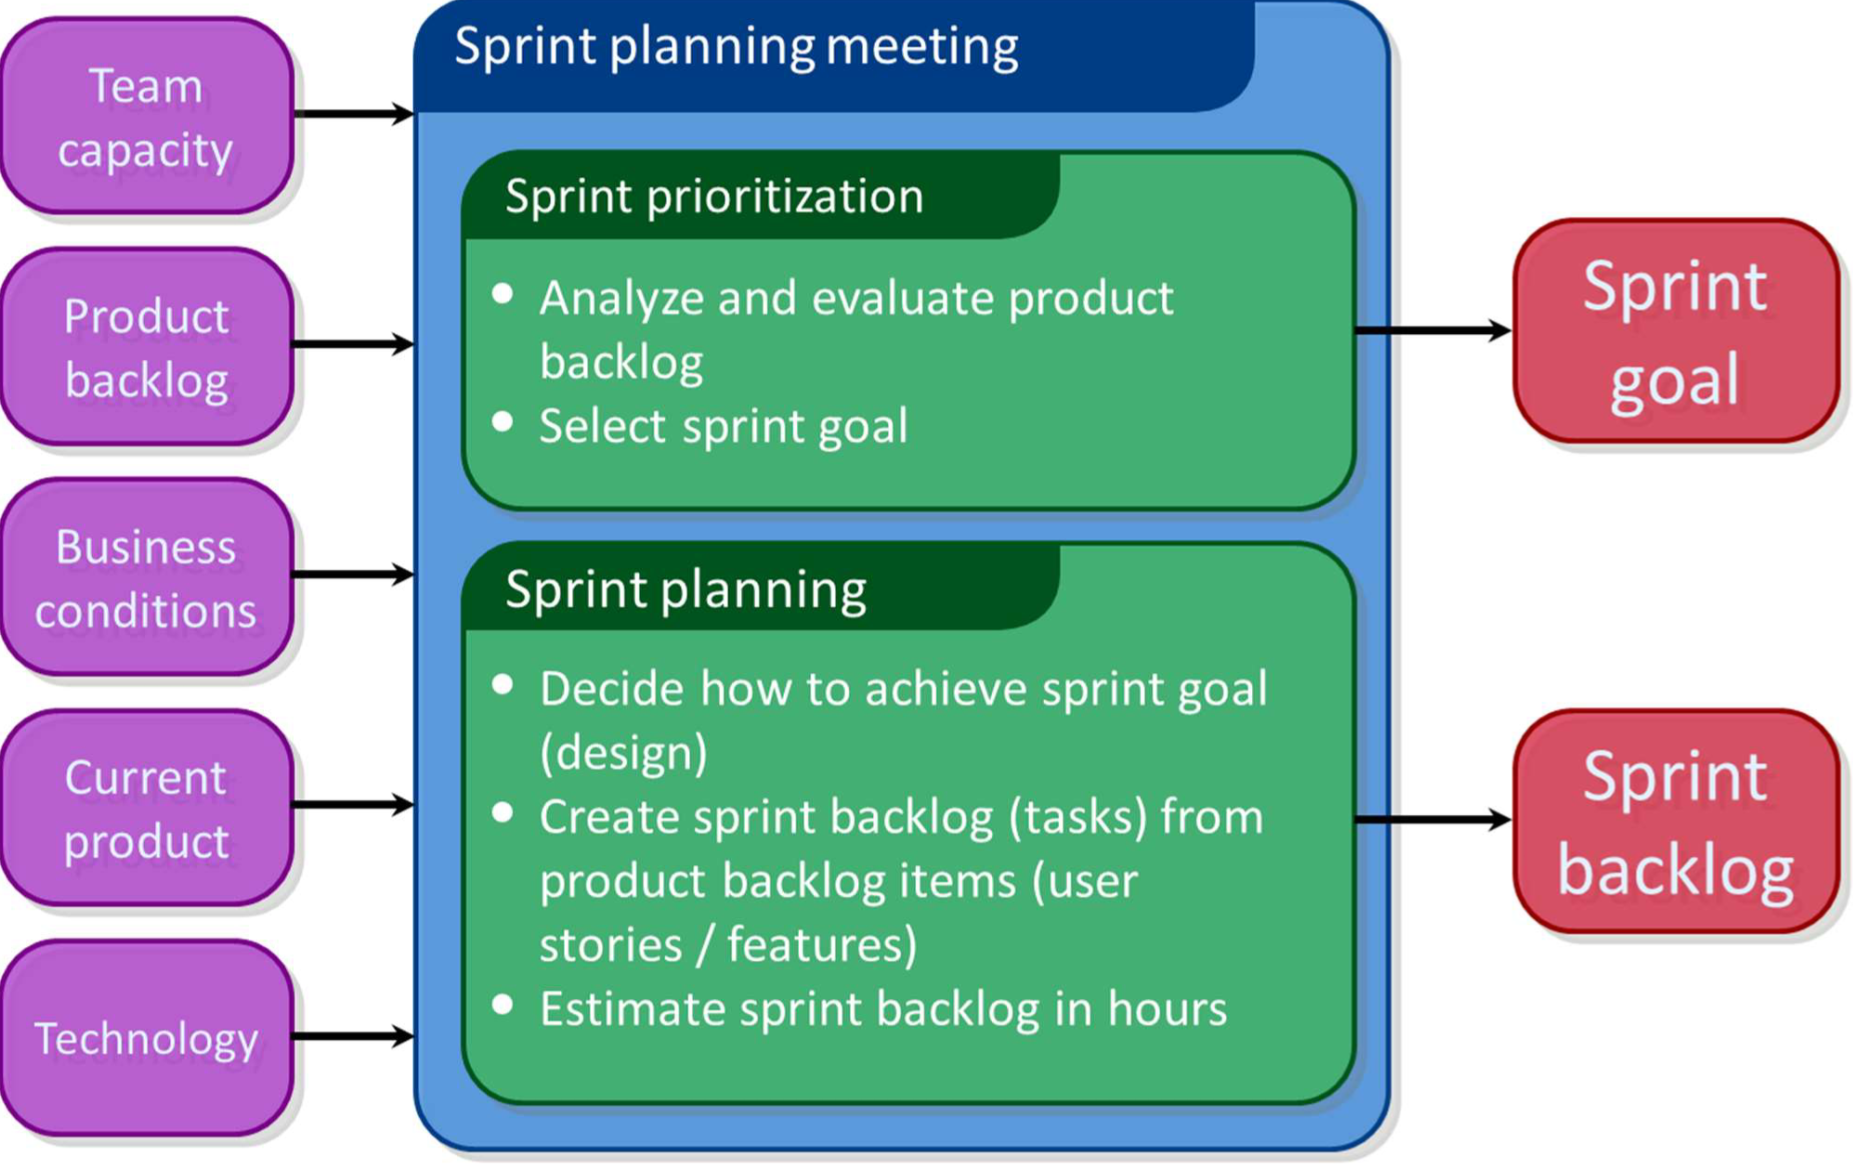 Team
capacity
Product
backlog
Business
conditions
Current
product
Technology
Sprint planning meeting
Sprint prioritization
• Analyze and evaluate product
backlog
• Select sprint goal
Sprint planning
• Decide how to achieve sprint goal
(design)
• Create sprint backlog (tasks) from
product backlog items (user
stories / features)
• Estimate sprint backlog in hours
Sprint
goal
Sprint
backlog